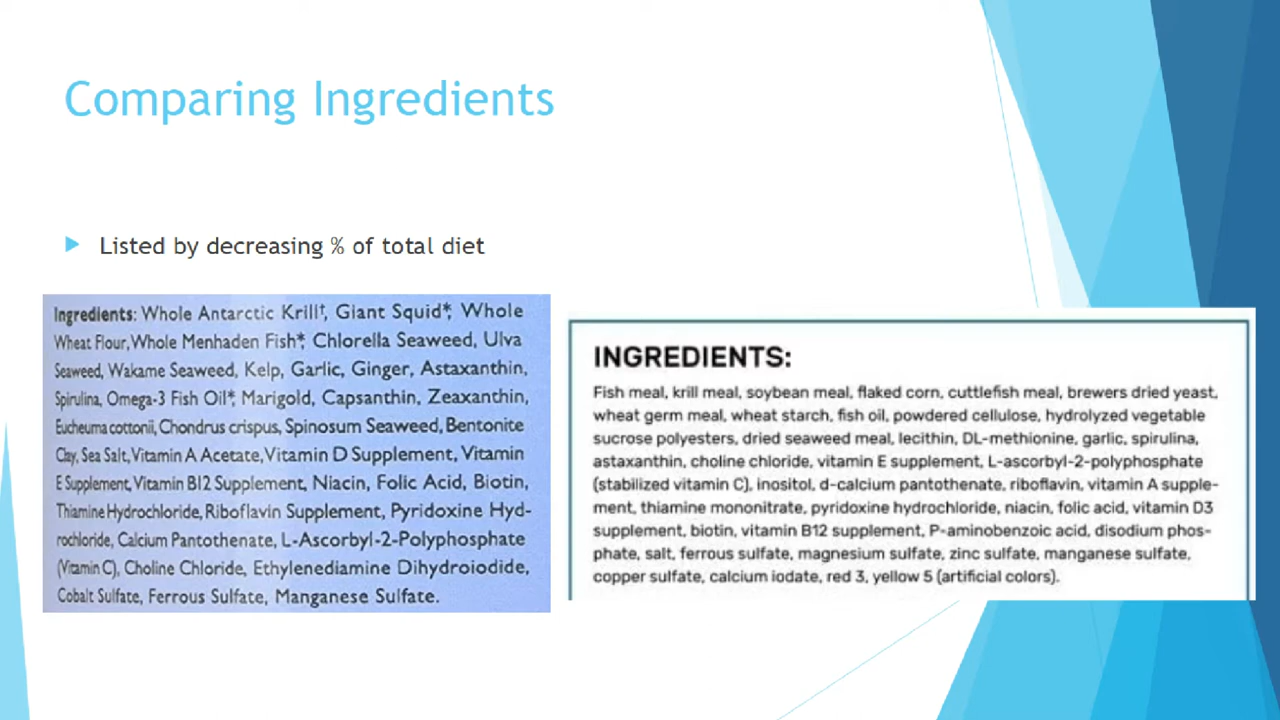 Comparing Ingredients
Listed by decreasing % of total diet
Ingredients: Whole Antarctic Krill†, Giant Squid*, Whole
Wheat Flour, Whole Menhaden Fish*, Chlorella Seaweed, Ulva
Seaweed, Wakame Seaweed, Kelp, Garlic, Ginger, Astaxanthin,
Spirulina, Omega-3 Fish Oil*, Marigold, Capsanthin, Zeaxanthin,
Eucheuma cottonii, Chondrus crispus, Spinosum Seaweed, Bentonite
Clay, Sea Salt, Vitamin A Acetate, Vitamin D Supplement, Vitamin
E Supplement, Vitamin B12 Supplement, Niacin, Folic Acid, Biotin,
Thiamine Hydrochloride, Riboflavin Supplement, Pyridoxine Hyd-
rochloride, Calcium Pantothenate, L-Ascorbyl-2-Polyphosphate
(Vitamin C), Choline Chloride, Ethylenediamine Dihydroiodide,
Cobalt Sulfate, Ferrous Sulfate, Manganese Sulfate.
INGREDIENTS:
Fish meal, krill meal, soybean meal, flaked corn, cuttlefish meal, brewers dried yeast,
wheat germ meal, wheat starch, fish oil, powdered cellulose, hydrolyzed vegetable
sucrose polyesters, dried seaweed meal, lecithin, DL-methionine, garlic, spirulina,
astaxanthin, choline chloride, vitamin E supplement, L-ascorbyl-2-polyphosphate
(stabilized vitamin C), inositol, d-calcium pantothenate, riboflavin, vitamin A supple-
ment, thiamine mononitrate, pyridoxine hydrochloride, niacin, folic acid, vitamin D3
supplement, biotin, vitamin B12 supplement, P-aminobenzoic acid, disodium phos-
phate, salt, ferrous sulfate, magnesium sulfate, zinc sulfate, manganese sulfate,
copper sulfate, calcium iodate, red 3, yellow 5 (artificial colors).